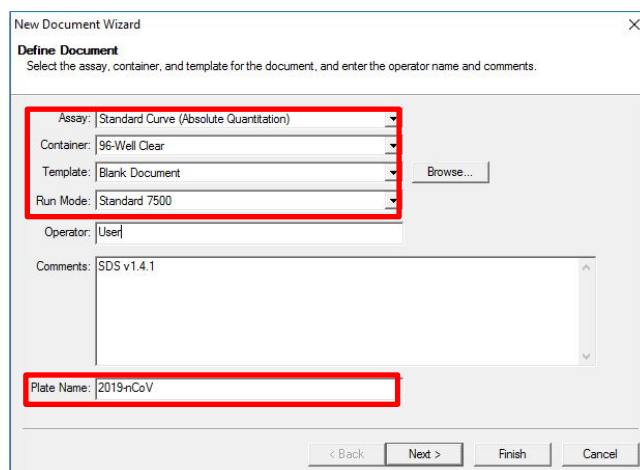 New Document Wizard
Define Document
Select the assay, container, and template for the document, and enter the operator name and comments.
Assay: Standard Curve (Absolute Quantitation)
Container: 96-Well Clear
Template: Blank Document Browse...
Run Mode: Standard 7500
Operator: User
Comments: SDS v1.4.1
Plate Name: 2019-nCoV
< Back Next > Finish Cancel